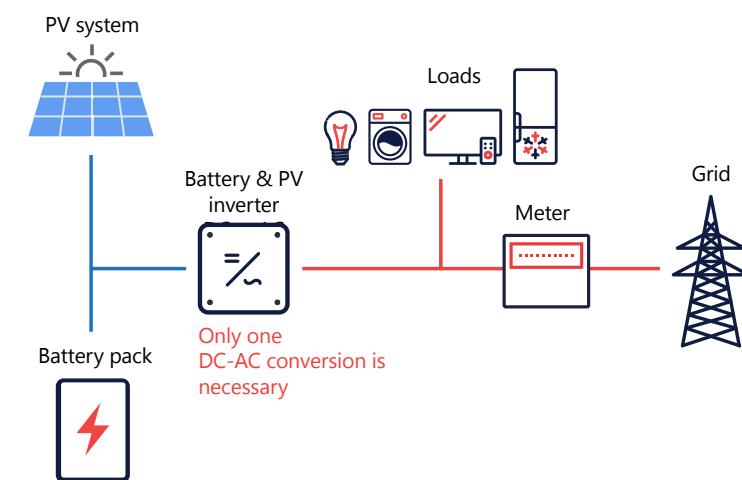 PV system
Loads
Battery & PV
inverter
Grid
Meter
Only one
DC-AC conversion is
necessary
Battery pack